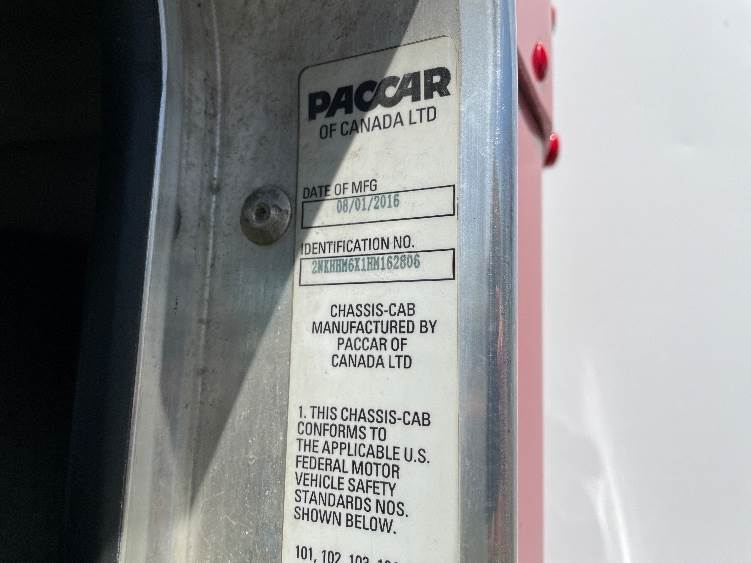 PACCAR
OF CANADA LTD
DATE OF MFG
08/01/2016
IDENTIFICATION NO.
2NKHHM6X1HM162806
CHASSIS-CAB
MANUFACTURED BY
PACCAR OF
CANADA LTD
1. THIS CHASSIS-CAB
CONFORMS TO
THE APPLICABLE U.S.
FEDERAL MOTOR
VEHICLE SAFETY
STANDARDS NOS.
SHOWN BELOW.
101, 102, 103,